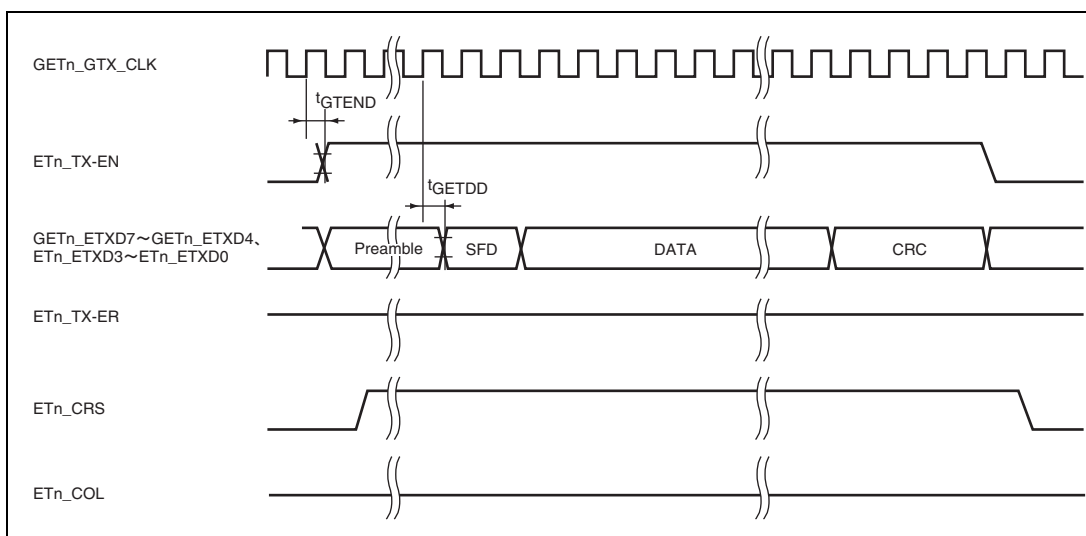 GETn_GTX_CLK
tGTEND
ETn_TX-EN
tGETDD
GETn_ETXD7～GETn_ETXD4、
ETn_ETXD3～ETn_ETXD0
Preamble
SFD
DATA
CRC
ETn_TX-ER
ETn_CRS
ETn_COL